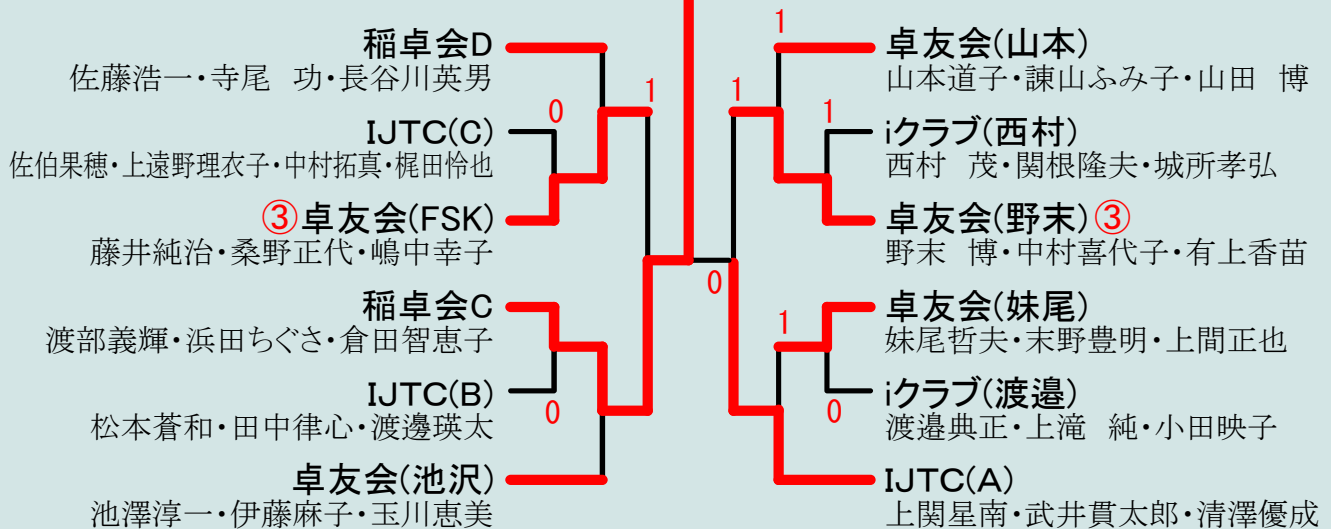 稲卓会D
佐藤浩一・寺尾　功・長谷川英男
0
1
IJTC(C)
佐伯果穂・上遠野理衣子・中村拓真・梶田怜也
③卓友会(FSK)
藤井純治・桑野正代・嶋中幸子
稲卓会C
渡部義輝・浜田ちぐさ・倉田智恵子
IJTC(B)
0
松本蒼和・田中律心・渡邊瑛太
卓友会(池沢)
池澤淳一・伊藤麻子・玉川恵美
0
1
卓友会(山本)
山本道子・諫山ふみ子・山田　博
1
1
iクラブ(西村)
西村　茂・関根隆夫・城所孝弘
卓友会(野末)③
野末　博・中村喜代子・有上香苗
1
卓友会(妹尾)
妹尾哲夫・末野豊明・上間正也
iクラブ(渡邉)
0
渡邉典正・上滝　純・小田映子
IJTC(A)
上関星南・武井貫太郎・清澤優成